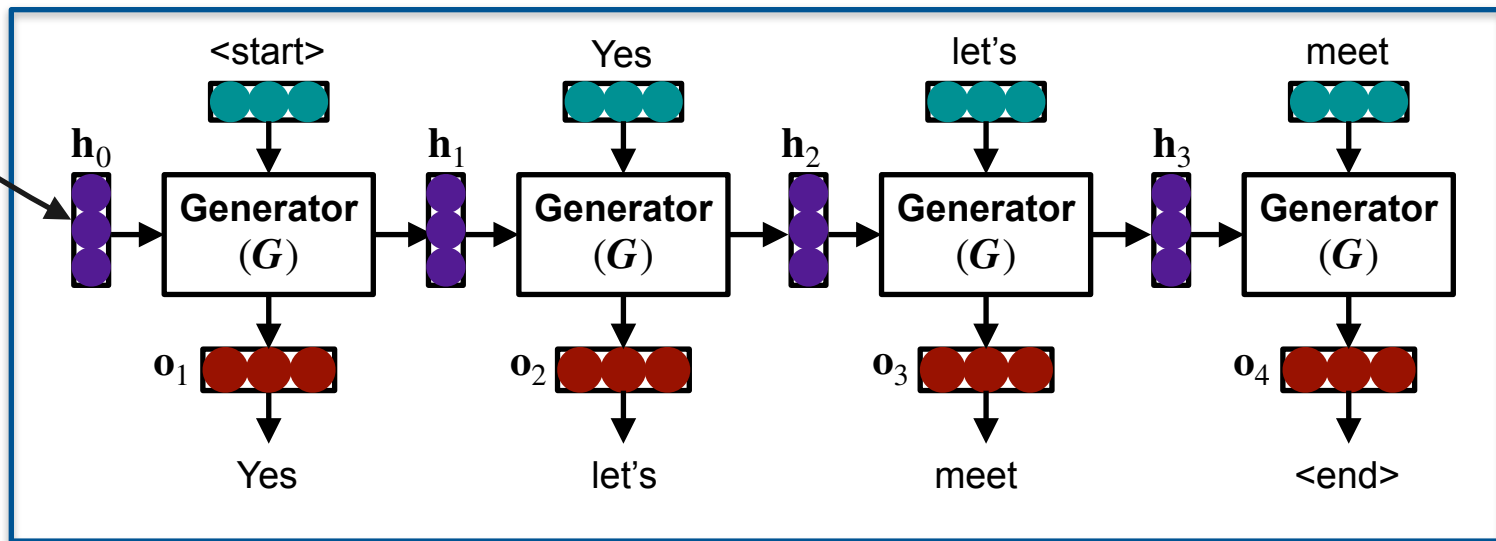 <start> Yes let's meet
h0 h1 h2 h3
Generator Generator Generator Generator
(G) (G) (G) (G)
o1 o2 o3 o4
Yes let's meet <end>